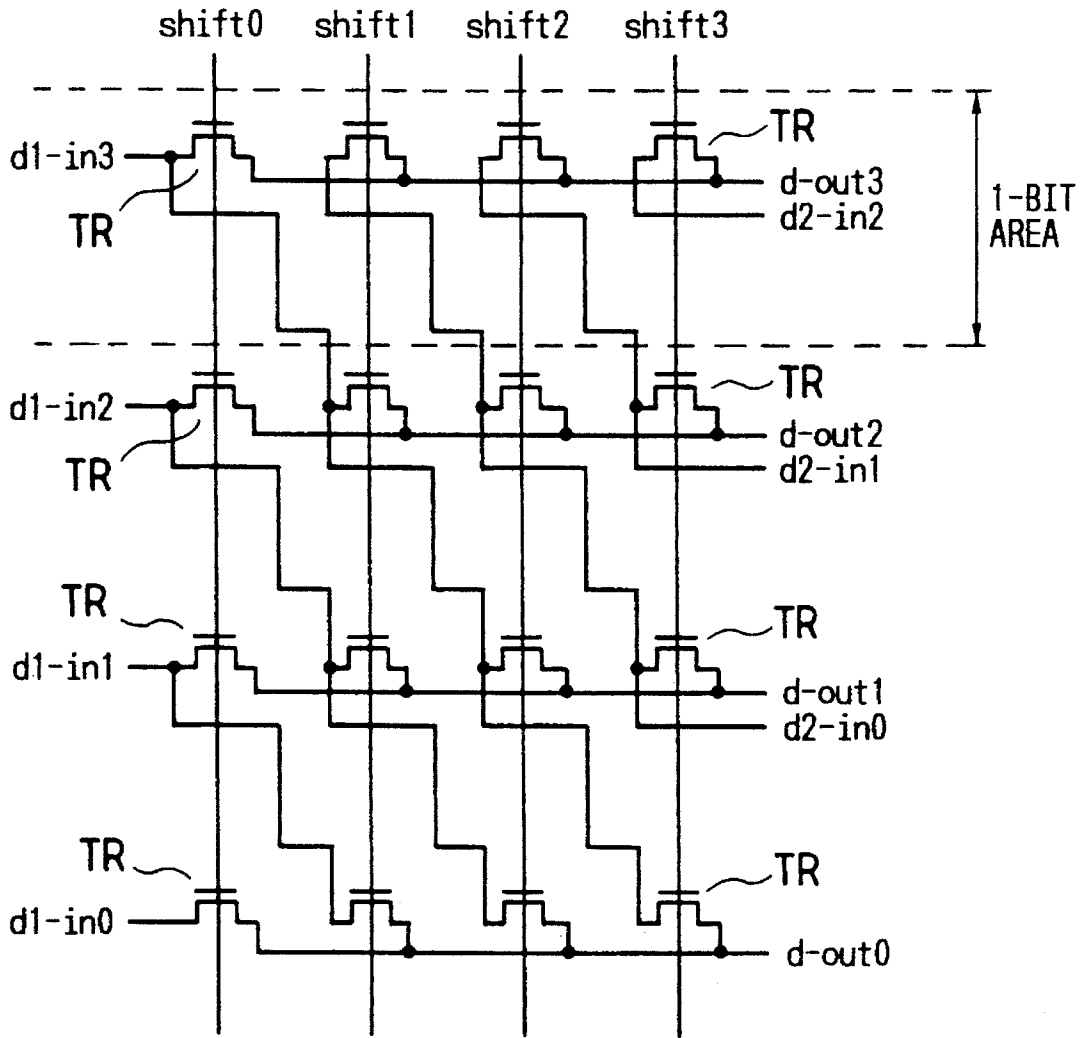 shift0 shift1 shift2 shift3
TR
d1-in3
d-out3
TR
d2-in2
1-BIT
AREA
TR
d1-in2
d-out2
TR
d2-in1
TR
TR
d1-in1
d-out1
d2-in0
TR
TR
d1-in0
d-out0